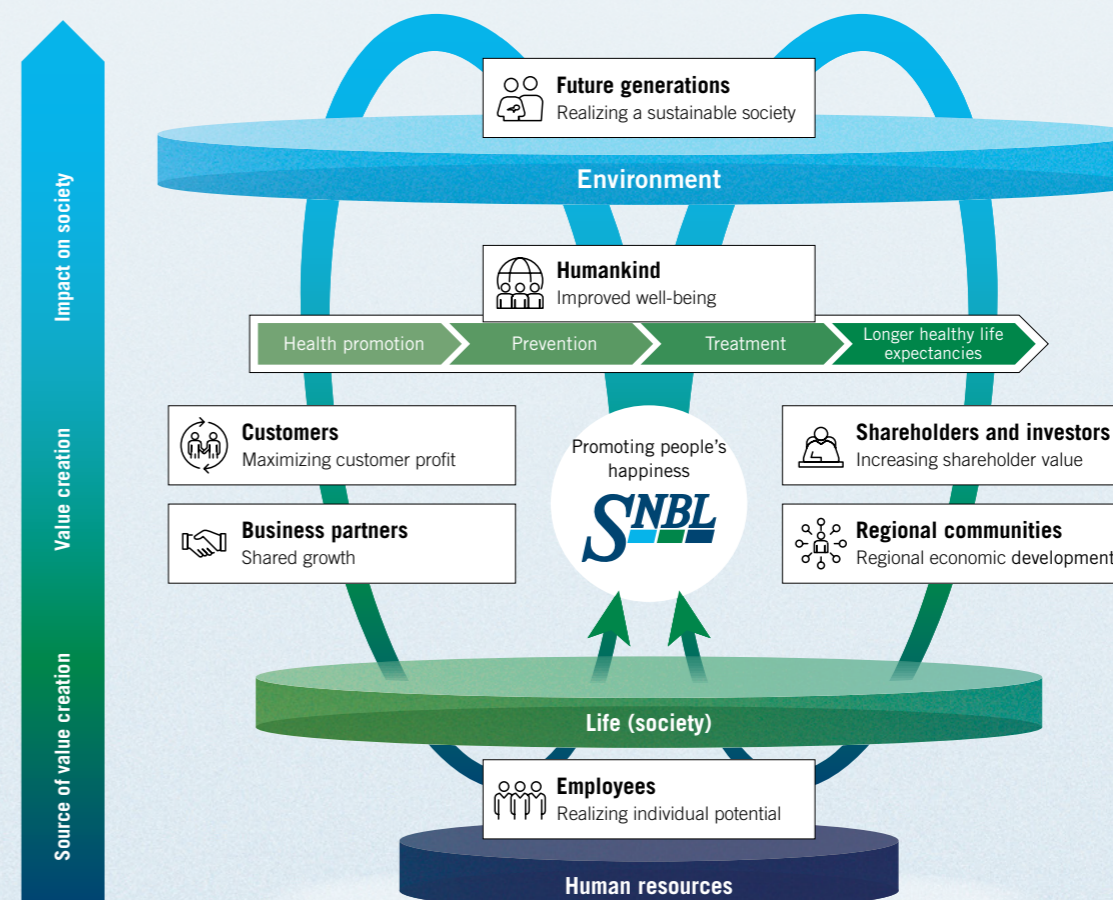 Future generations
Realizing a sustainable society
Environment
Impact on society
Humankind
Improved well-being
Health promotion
Prevention
Treatment
Longer healthy life
expectancies
Value creation
Customers
Maximizing customer profit
Business partners
Shared growth
Promoting people's
happiness
SNBL
Shareholders and investors
Increasing shareholder value
Regional communities
Regional economic development
Source of value creation
Life (society)
Employees
Realizing individual potential
Human resources